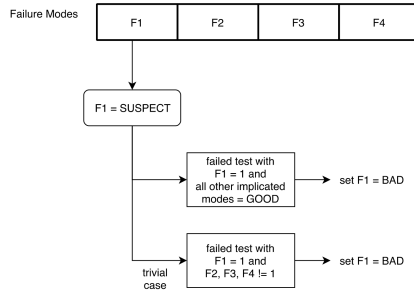 Failure Modes
F1 F2 F3 F4
F1 = SUSPECT
failed test with
F1 = 1 and
all other implicated
modes = GOOD
set F1 = BAD
failed test with
F1 = 1 and
F2, F3, F4 != 1
set F1 = BAD
trivial
case